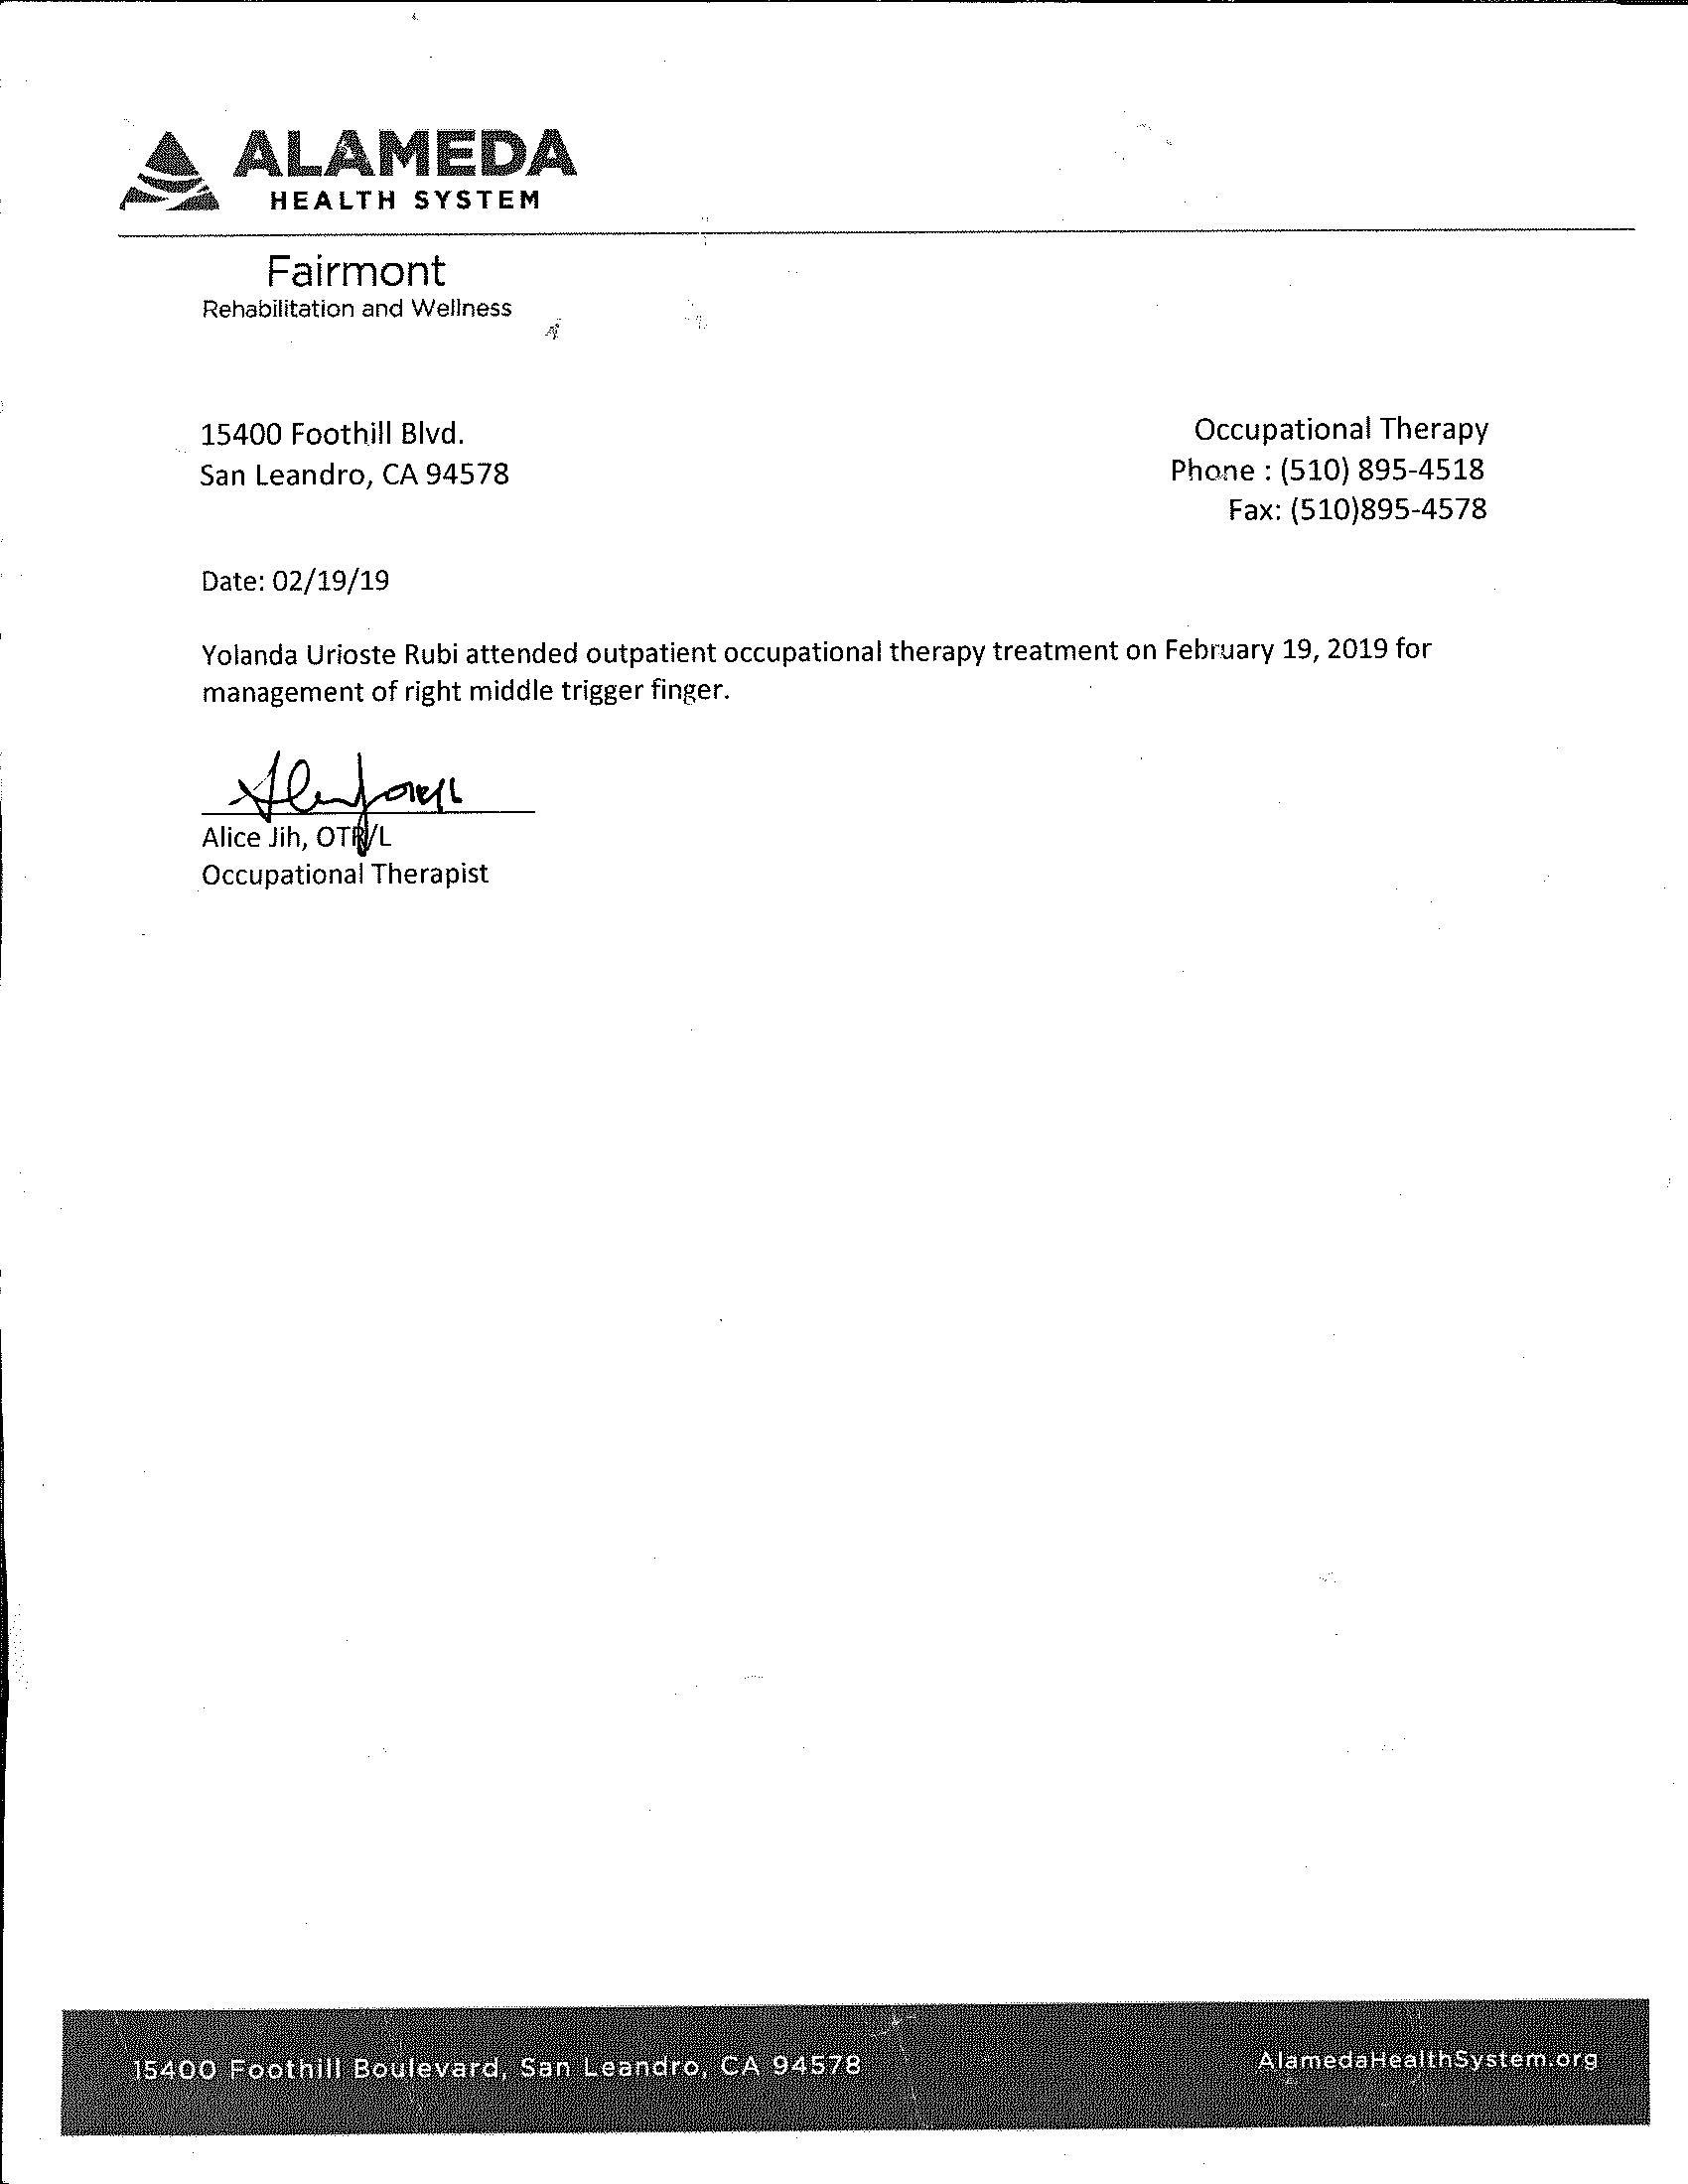 ALAMEDA
HEALTH SYSTEM
Fairmont
Rehabilitation and Wellness
15400 Foothill Blvd.
San Leandro, CA 94578
Occupational Therapy
Phone : (510) 895-4518
Fax: (510)895-4578
Date: 02/19/19
Yolanda Urioste Rubi attended outpatient occupational therapy treatment on February 19, 2019 for
management of right middle trigger finger.
Alice Jih, OTR/L
Occupational Therapist
15400 Foothill Boulevard, San Leandro, CA 94578
AlamedaHealthSystem.org